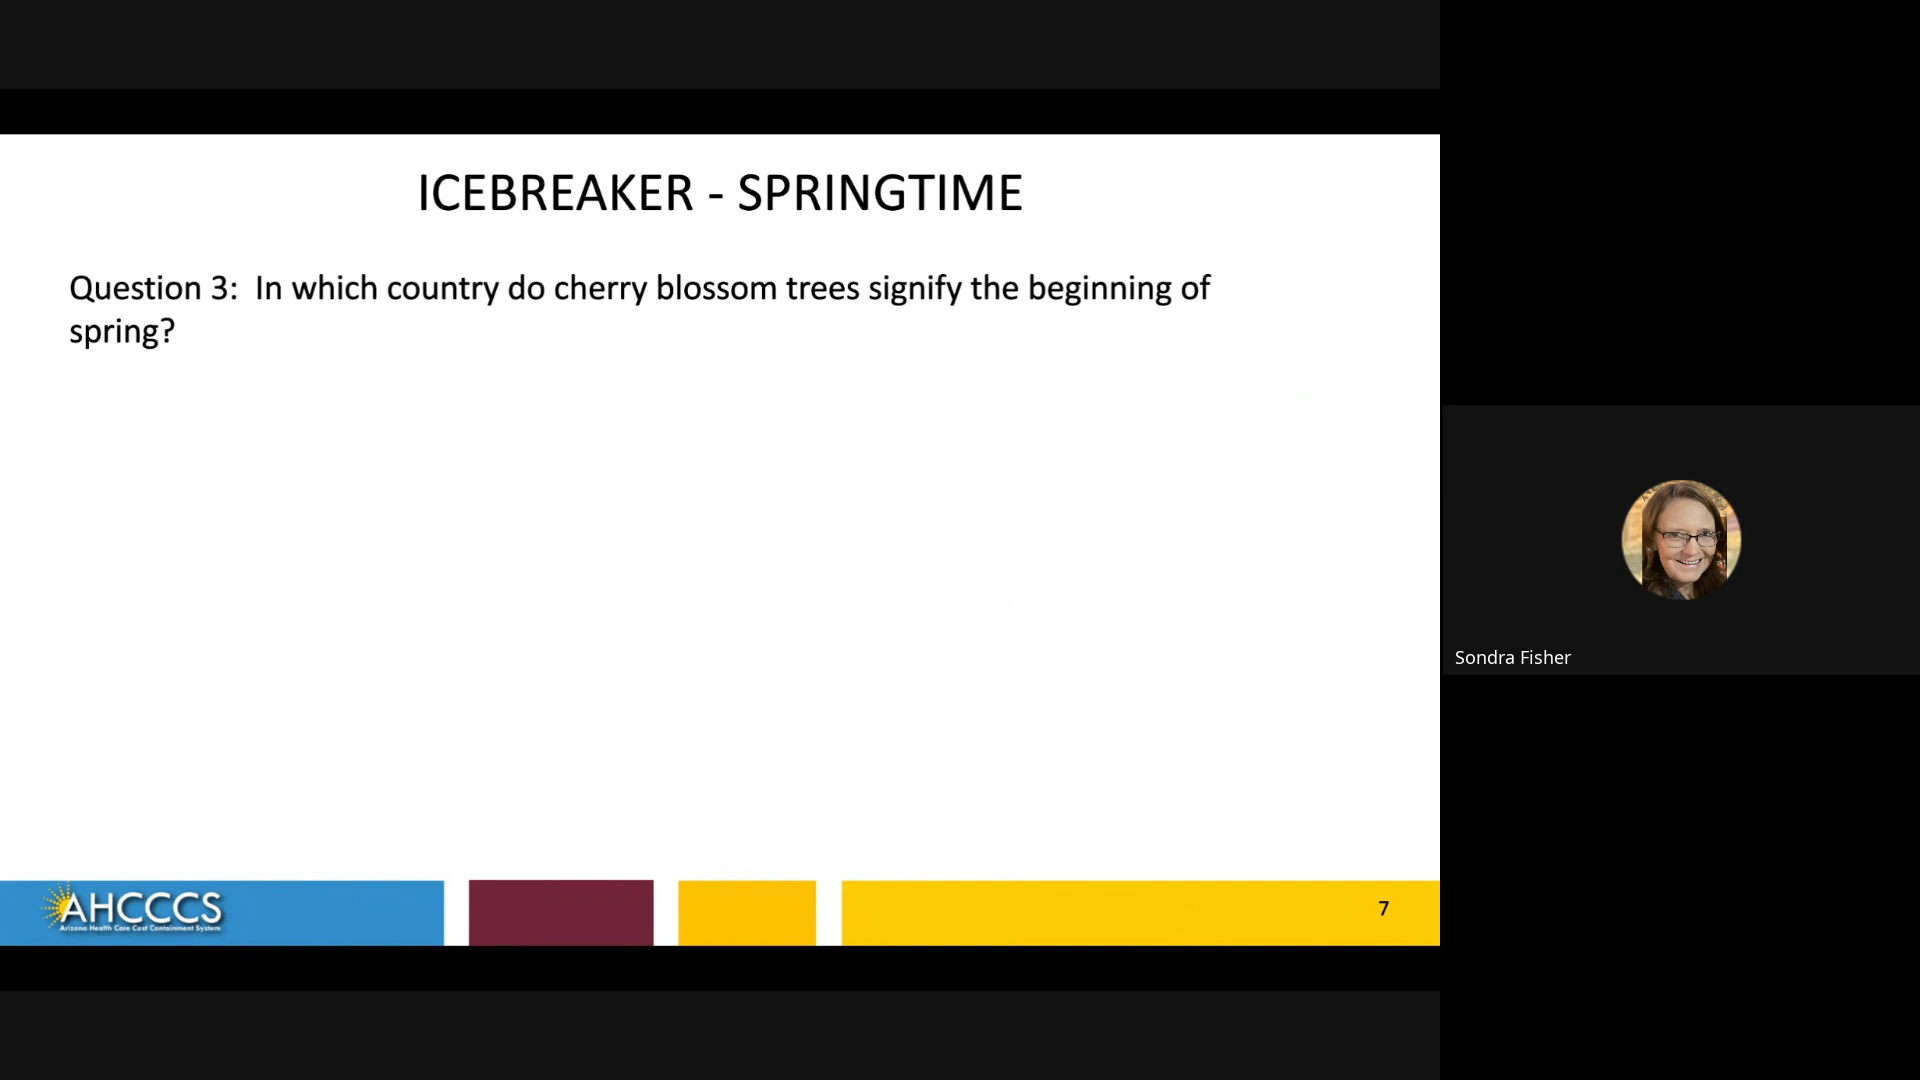 ICEBREAKER - SPRINGTIME
Question 3:  In which country do cherry blossom trees signify the beginning of
spring?
Sondra Fisher
AHCCCS
Arizona Health Care Cost Containment System
7